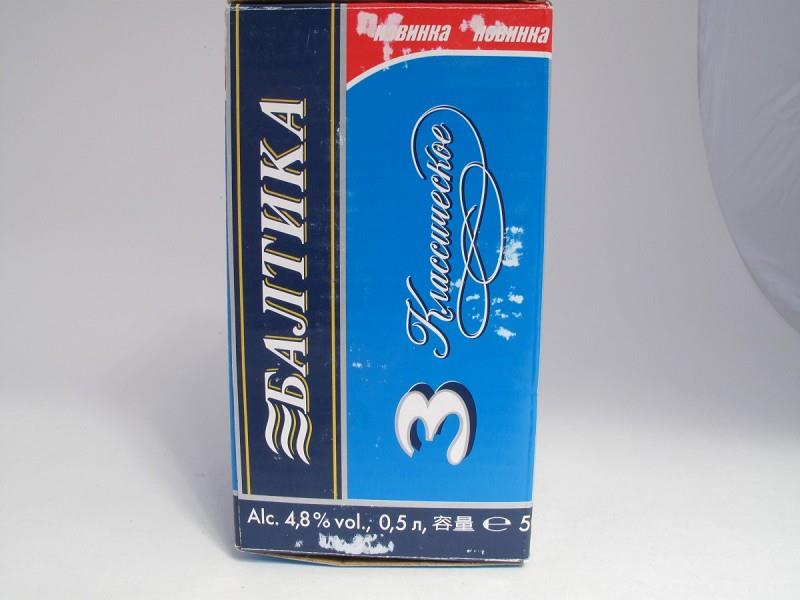 новинка новинка
БАЛТИКА
3 Классическое
Alc. 4,8% vol., 0,5 л, 容量 ℮ 5